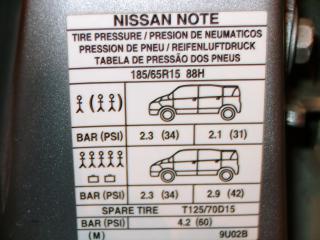 NISSAN NOTE
TIRE PRESSURE / PRESION DE NEUMATICOS
PRESSION DE PNEU / REIFENLUFTDRUCK
TABELA DE PRESSÃO DOS PNEUS
185/65R15 88H
BAR (PSI) 2.3 (34) 2.1 (31)
BAR (PSI) 2.3 (34) 2.9 (42)
SPARE TIRE T125/70D15
BAR (PSI) 4.2 (60)
(M) 9U02B